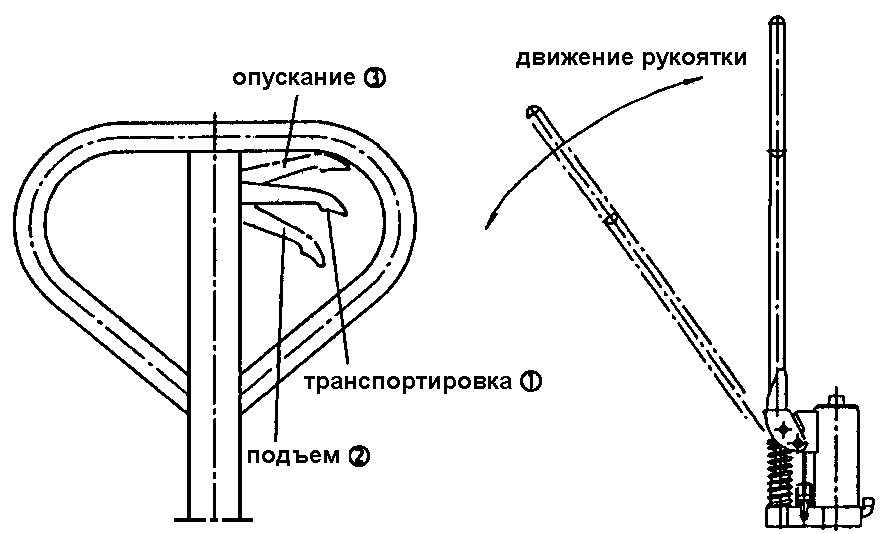 опускание ③
движение рукоятки
транспортировка ①
подъем ②